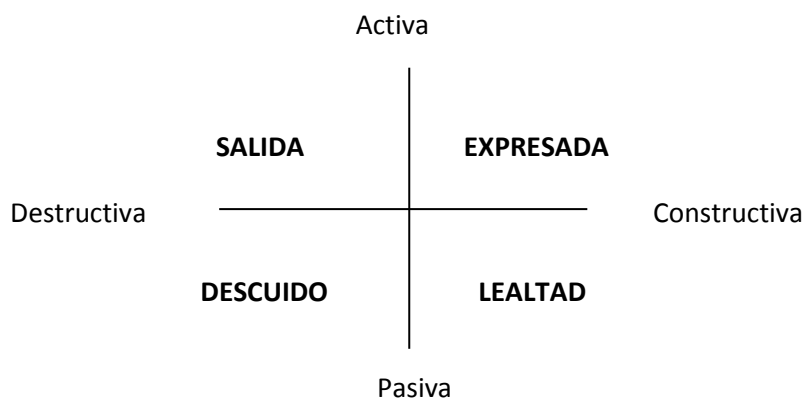 Activa
SALIDA EXPRESADA
Destructiva Constructiva
DESCUIDO LEALTAD
Pasiva